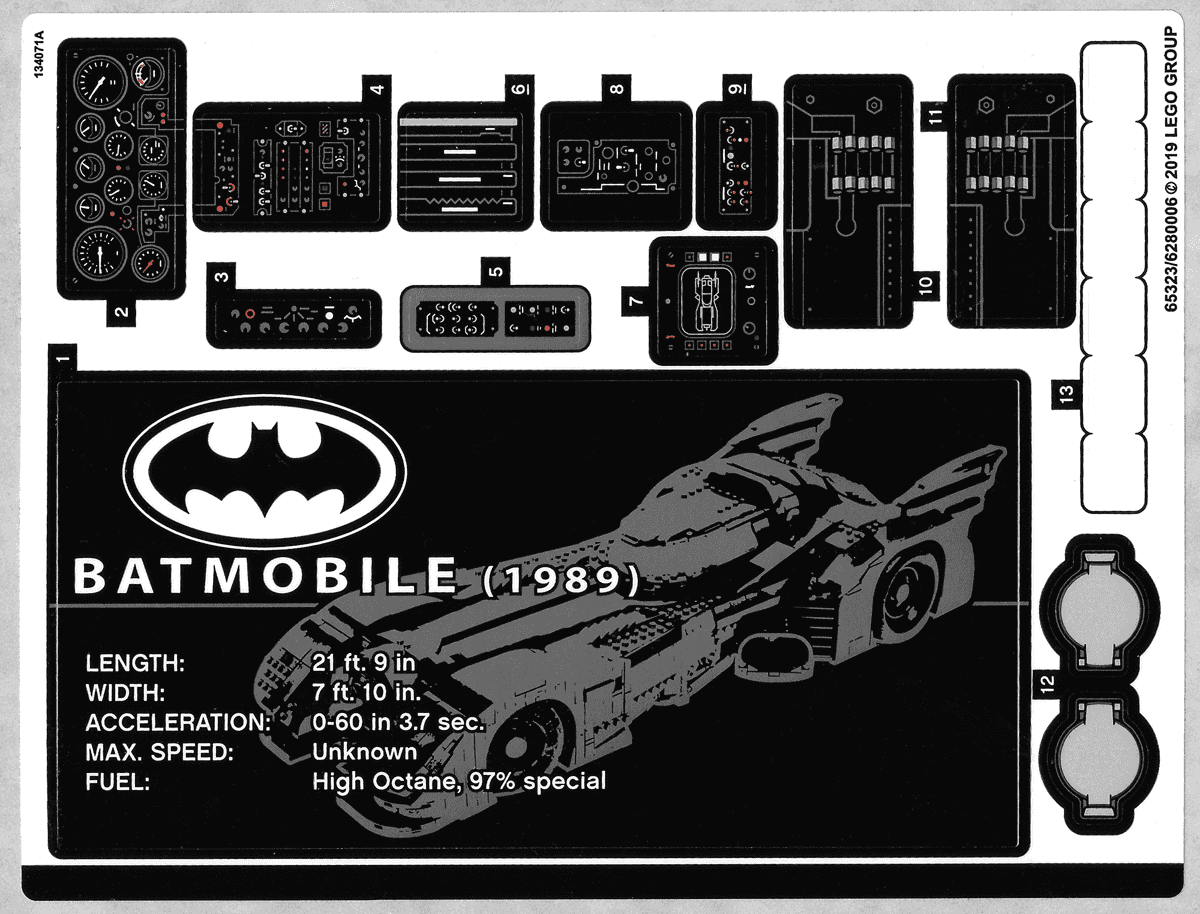 134071A
65323/6280006 © 2019 LEGO GROUP
2
4
6
8
9
11
3
5
7
10
1
13
12
BATMOBILE (1989)
LENGTH: 21 ft. 9 in
WIDTH: 7 ft. 10 in.
ACCELERATION: 0-60 in 3.7 sec.
MAX. SPEED: Unknown
FUEL: High Octane, 97% special